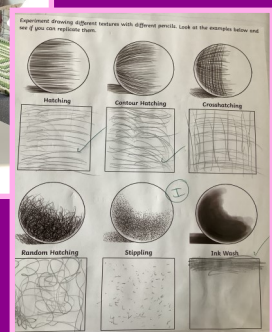 Experiment drawing different textures with different pencils. Look at the examples below and
see if you can replicate them.
Hatching
Contour Hatching
Crosshatching
I
Random Hatching
Stippling
Ink Wash